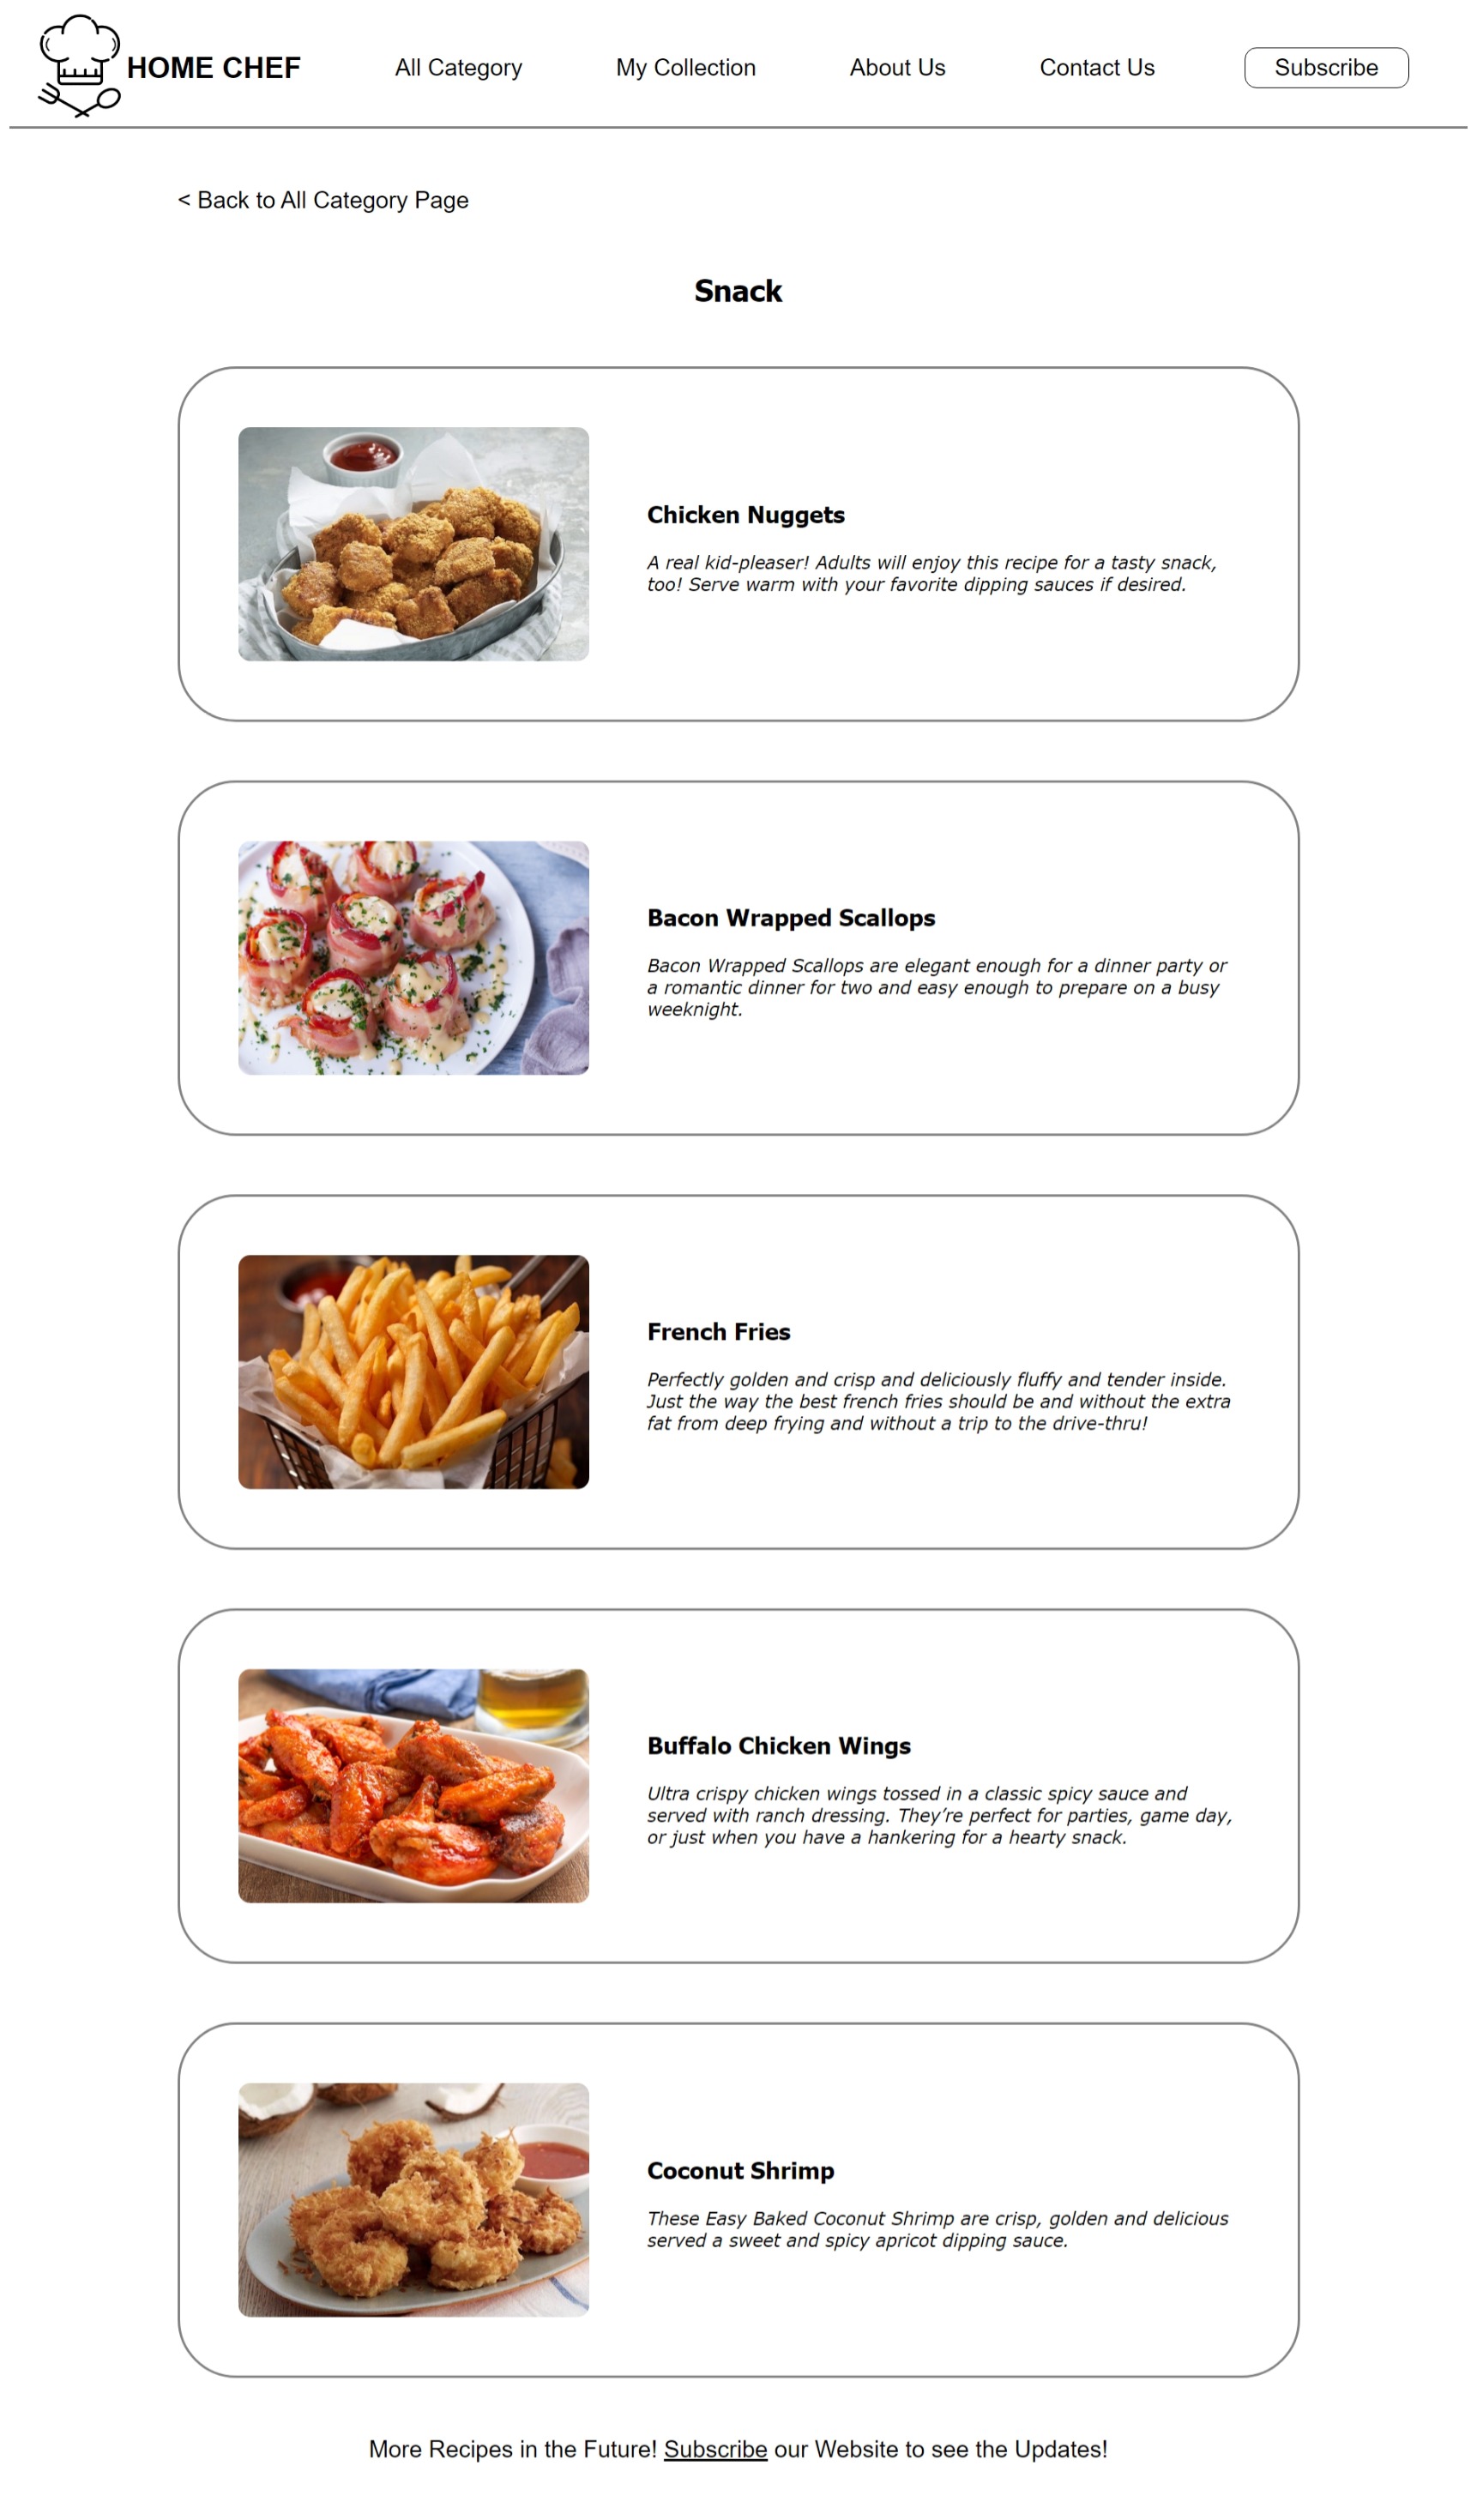 HOME CHEF
All Category
My Collection
About Us
Contact Us
Subscribe
< Back to All Category Page
Snack
Chicken Nuggets
A real kid-pleaser! Adults will enjoy this recipe for a tasty snack,
too! Serve warm with your favorite dipping sauces if desired.
Bacon Wrapped Scallops
Bacon Wrapped Scallops are elegant enough for a dinner party or
a romantic dinner for two and easy enough to prepare on a busy
weeknight.
French Fries
Perfectly golden and crisp and deliciously fluffy and tender inside.
Just the way the best french fries should be and without the extra
fat from deep frying and without a trip to the drive-thru!
Buffalo Chicken Wings
Ultra crispy chicken wings tossed in a classic spicy sauce and
served with ranch dressing. They’re perfect for parties, game day,
or just when you have a hankering for a hearty snack.
Coconut Shrimp
These Easy Baked Coconut Shrimp are crisp, golden and delicious
served a sweet and spicy apricot dipping sauce.
More Recipes in the Future! Subscribe our Website to see the Updates!